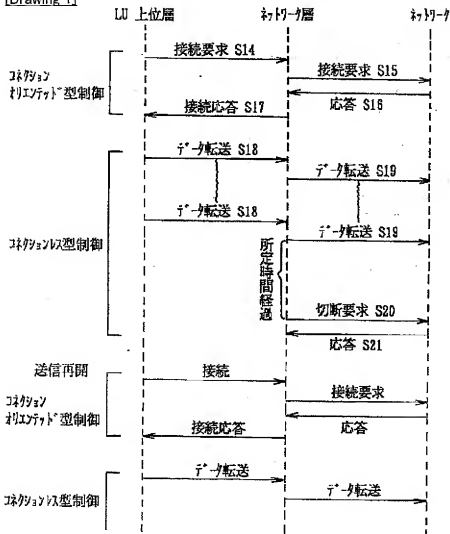 [Drawing 1]
LU 上位層 ネットワーク層 ネットワーク
接続要求 S14
接続要求 S15
コネクション
オリエンテッド型制御
応答 S16
接続応答 S17
データ転送 S18
データ転送 S19
データ転送 S18
データ転送 S19
コネクションレス型制御
所定時間経過
切断要求 S20
応答 S21
送信再開
接続
接続要求
コネクション
オリエンテッド型制御
応答
接続応答
データ転送
データ転送
コネクションレス型制御